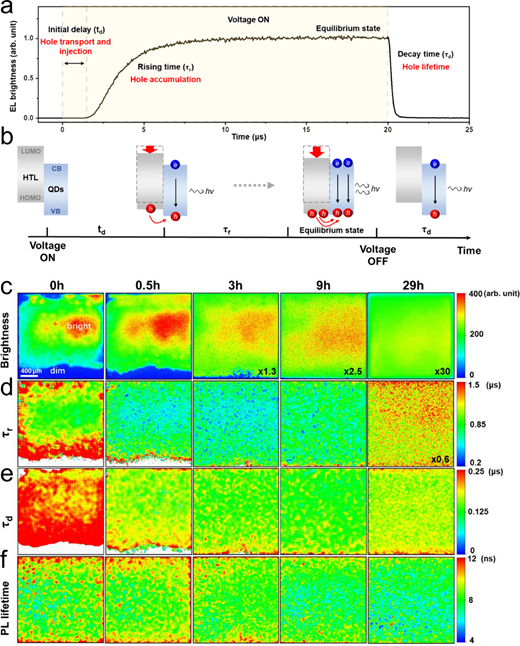 a
Voltage ON
Initial delay (td)
Hole transport and
injection
Equilibrium state
Rising time (τr)
Hole accumulation
Decay time (τd)
Hole lifetime
EL brightness (arb. unit)
1.0
0.5
0.0
0 5 10 15 20 25
Time (µs)
b
LUMO
HTL
HOMO
CB
QDs
VB
e
h
hν
e e
h h h h
hν
e
h
hν
td τr Equilibrium state τd
Voltage
ON
Voltage
OFF
Time
c
0h 0.5h 3h 9h 29h
Brightness
bright
400 µm
dim
x1.3
x2.5
x30
400 (arb. unit)
200
0
d
τr
x0.6
1.5 (µs)
0.85
0.2
e
τd
0.25 (µs)
0.125
0
f
PL lifetime
12 (ns)
8
4